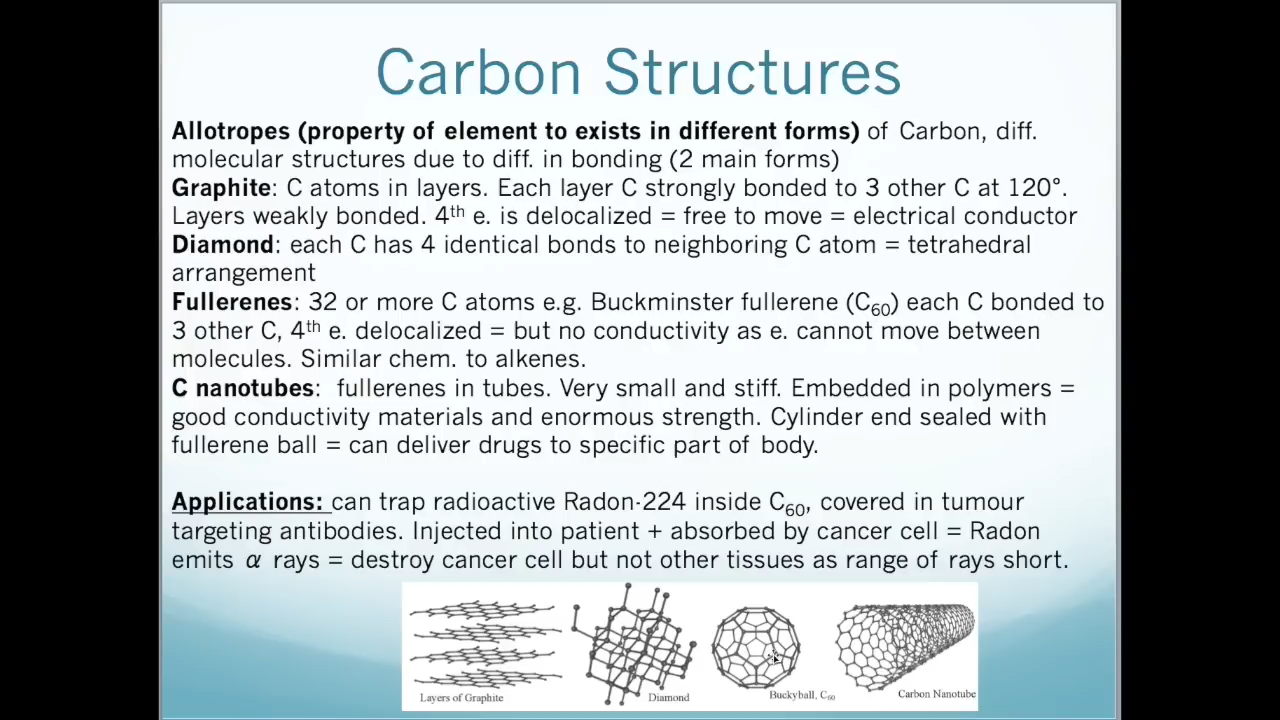 Carbon Structures
Allotropes (property of element to exists in different forms) of Carbon, diff.
molecular structures due to diff. in bonding (2 main forms)
Graphite: C atoms in layers. Each layer C strongly bonded to 3 other C at 120°.
Layers weakly bonded. 4th e. is delocalized = free to move = electrical conductor
Diamond: each C has 4 identical bonds to neighboring C atom = tetrahedral
arrangement
Fullerenes: 32 or more C atoms e.g. Buckminster fullerene (C60) each C bonded to
3 other C, 4th e. delocalized = but no conductivity as e. cannot move between
molecules. Similar chem. to alkenes.
C nanotubes:  fullerenes in tubes. Very small and stiff. Embedded in polymers =
good conductivity materials and enormous strength. Cylinder end sealed with
fullerene ball = can deliver drugs to specific part of body.
Applications: can trap radioactive Radon-224 inside C60, covered in tumour
targeting antibodies. Injected into patient + absorbed by cancer cell = Radon
emits α rays = destroy cancer cell but not other tissues as range of rays short.
Layers of Graphite
Diamond
Buckyball, C60
Carbon Nanotube